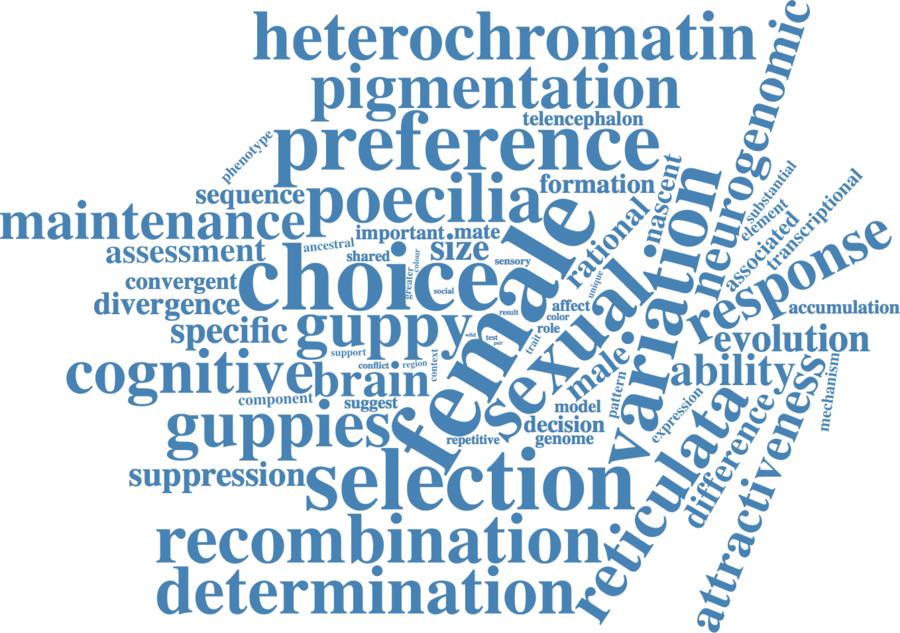 heterochromatin
pigmentation
neurogenomic
telencephalon
preference
phenotype
formation
nascent
substantial
sequence
poecilia
element
transcriptional
maintenance
important
mate
rational
variation
associated
assessment
ancestral
shared
colour
size
sensory
response
convergent
choice
greater
social
unique
female
divergence
result
affect
color
accumulation
specific
guppy
wild
test
pair
role
trait
sexual
evolution
support
conflict
region
context
cognitive
brain
male
ability
mechanism
component
suggest
model
pattern
expression
guppies
decision
repetitive
genome
reticulata
difference
attractiveness
suppression
selection
recombination
determination